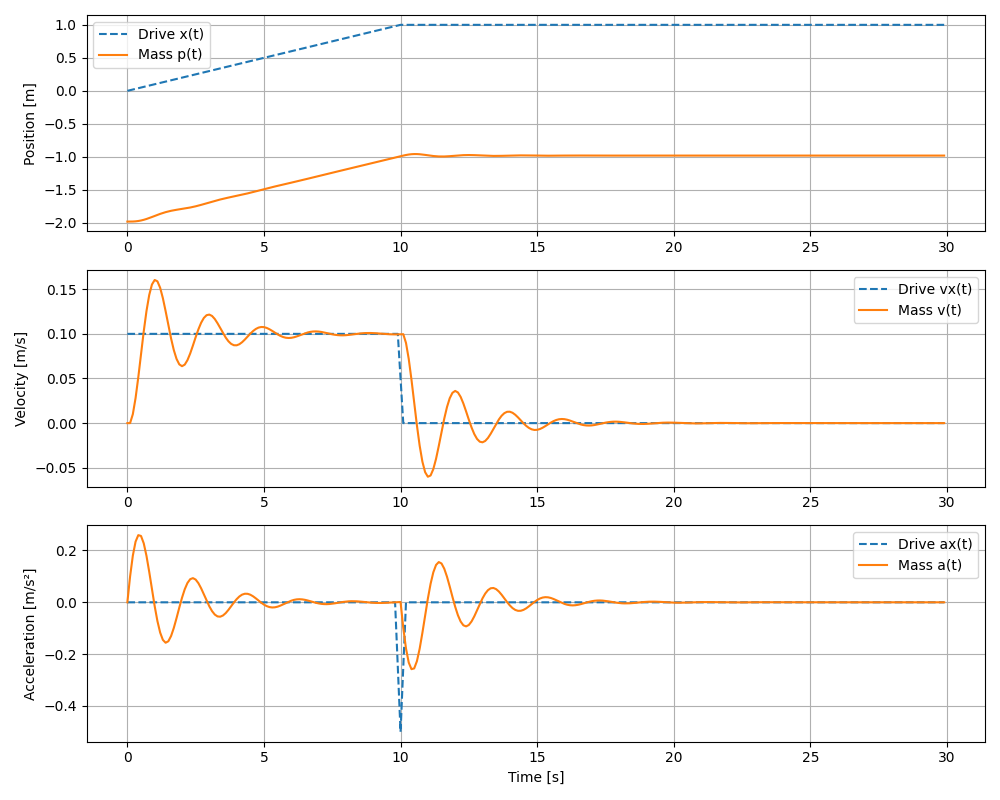 1.0
0.5
0.0
−0.5
−1.0
−1.5
−2.0
Position [m]
Drive x(t)
Mass p(t)
0 5 10 15 20 25 30
0.15
0.10
0.05
0.00
−0.05
Velocity [m/s]
Drive vx(t)
Mass v(t)
0 5 10 15 20 25 30
0.2
0.0
−0.2
−0.4
Acceleration [m/s²]
Drive ax(t)
Mass a(t)
0 5 10 15 20 25 30
Time [s]